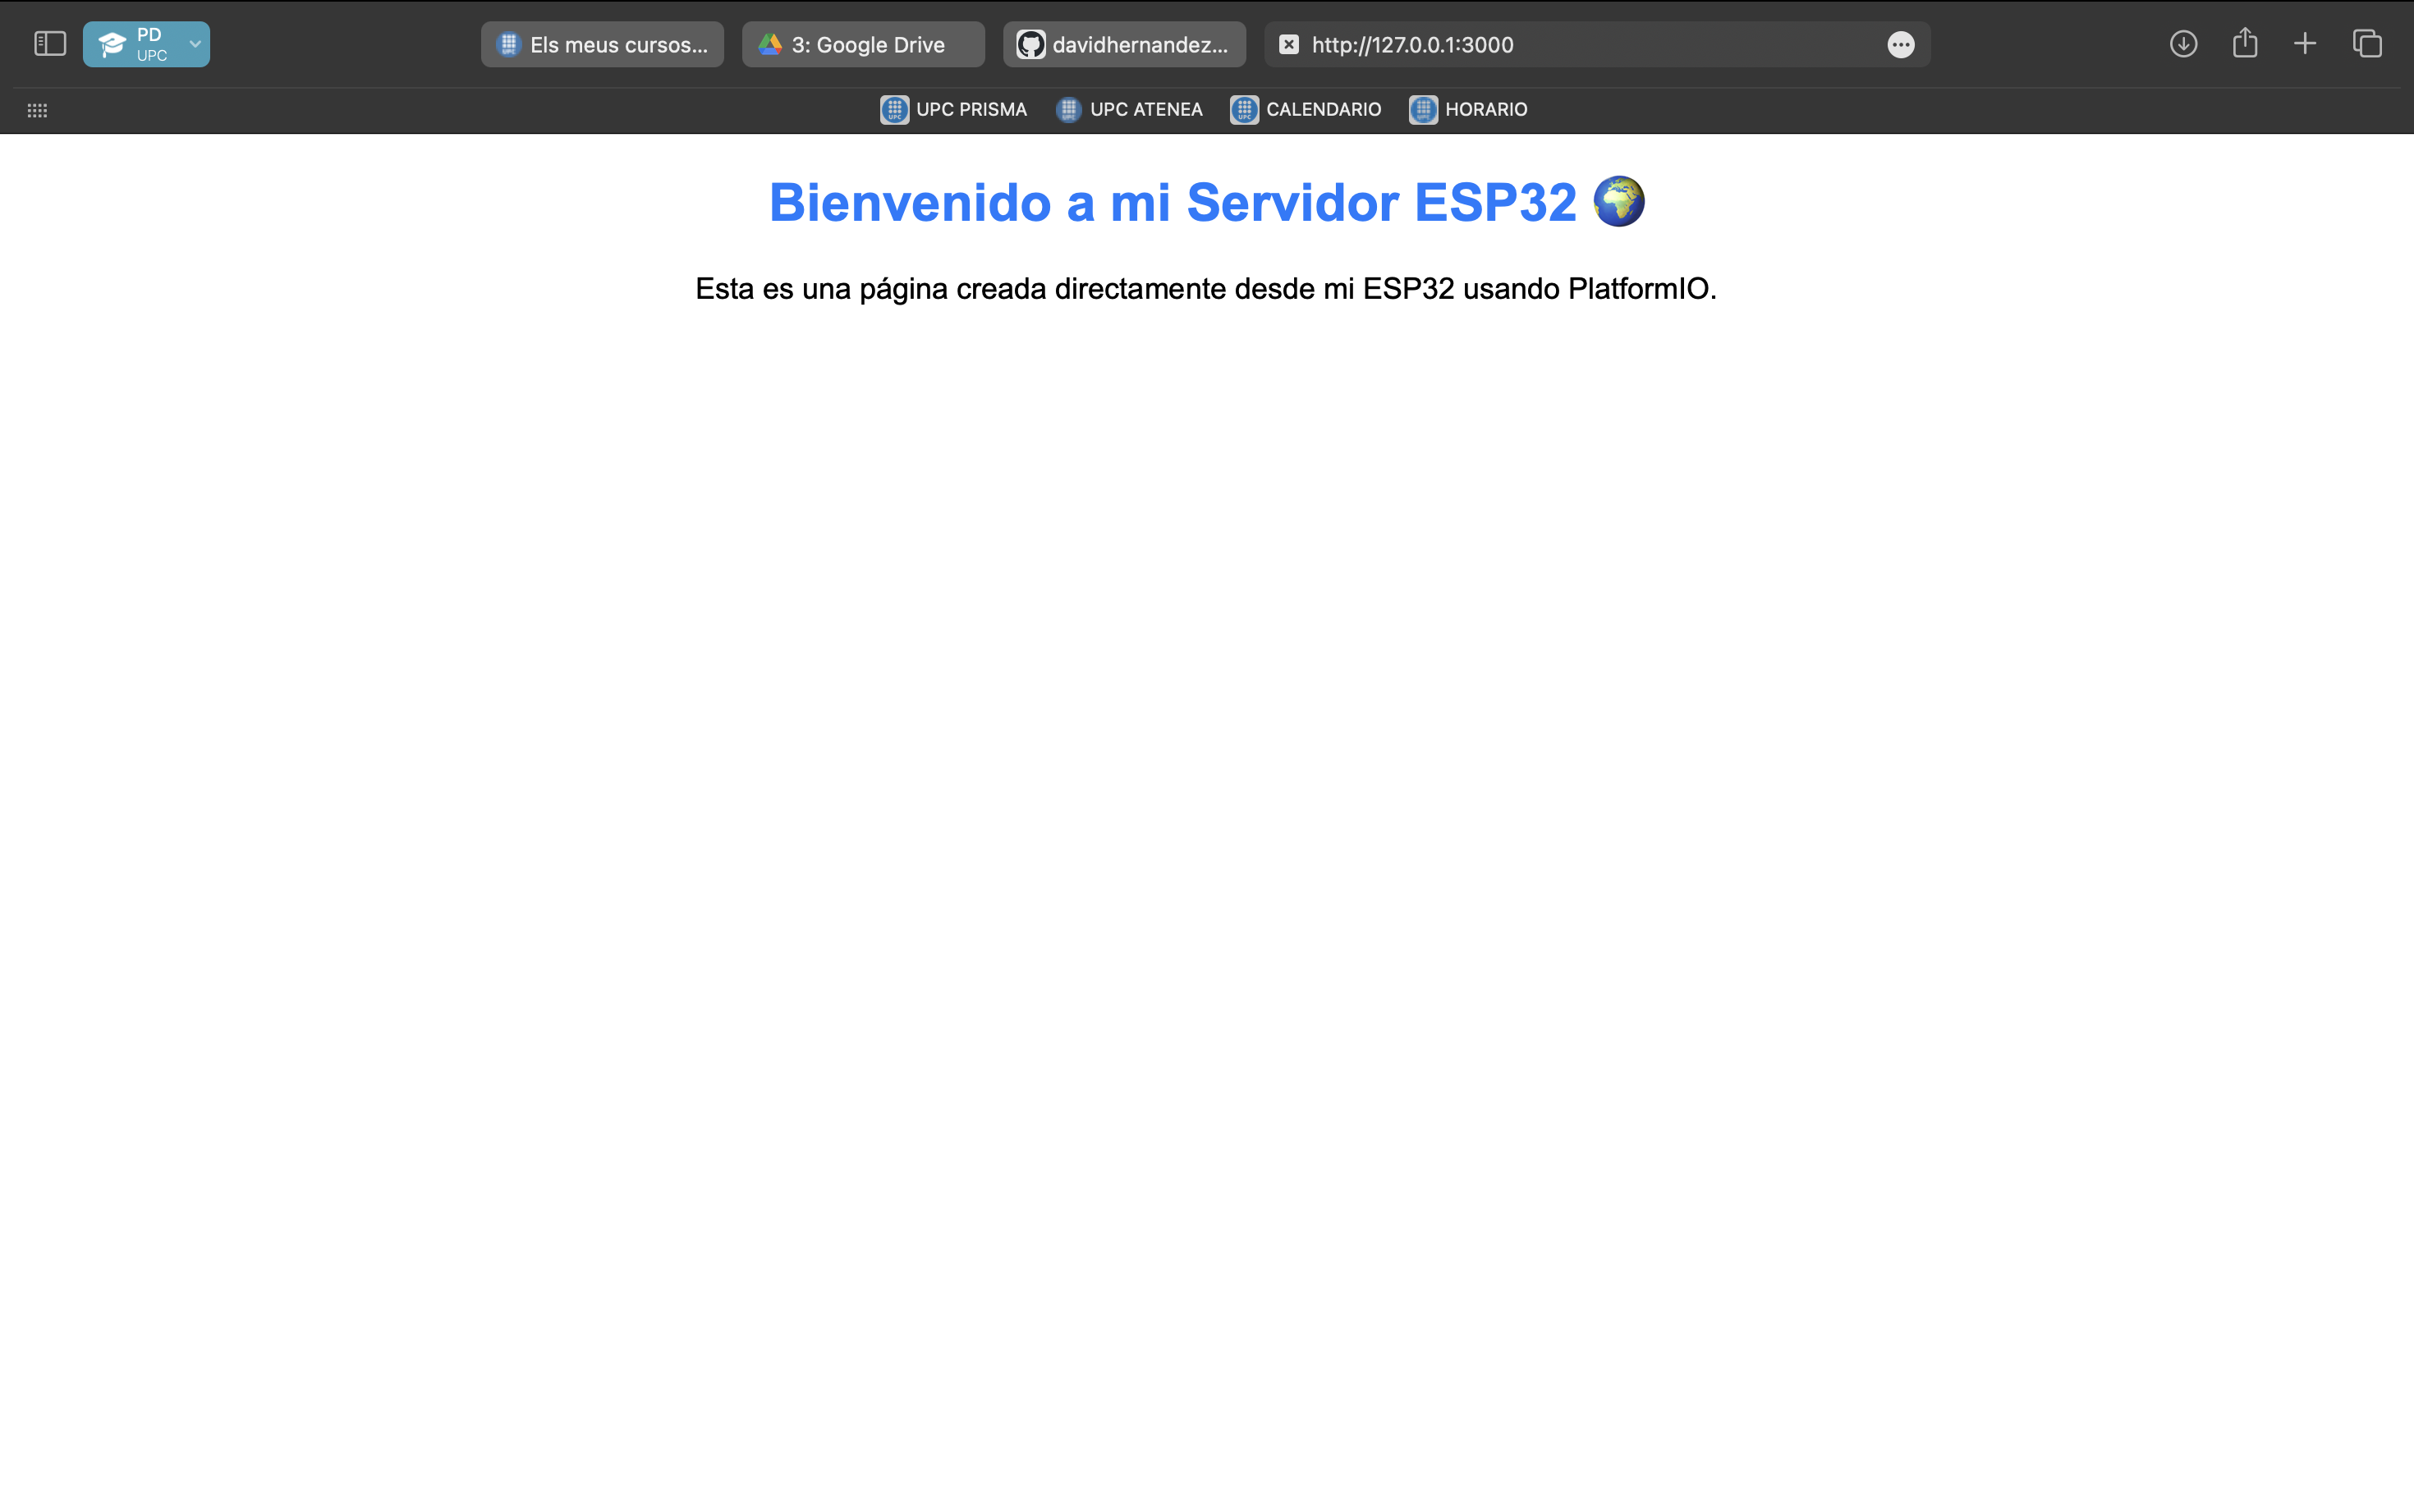 PD
UPC
Els meus cursos...
3: Google Drive
davidhernandez...
http://127.0.0.1:3000
UPC PRISMA
UPC ATENEA
CALENDARIO
HORARIO
Bienvenido a mi Servidor ESP32 🌍
Esta es una página creada directamente desde mi ESP32 usando PlatformIO.